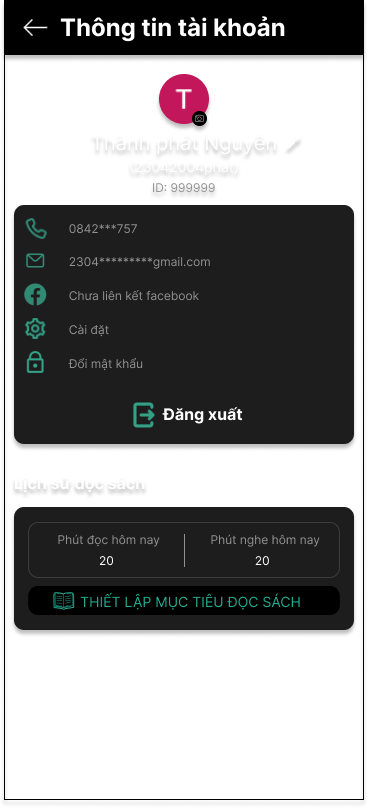 Thông tin tài khoản
T
Thành phát Nguyễn
(23042004phat)
ID: 999999
0842***757
2304*********gmail.com
Chưa liên kết facebook
Cài đặt
Đổi mật khẩu
Đăng xuất
Lịch sử đọc sách
Phút đọc hôm nay
Phút nghe hôm nay
20
20
THIẾT LẬP MỤC TIÊU ĐỌC SÁCH